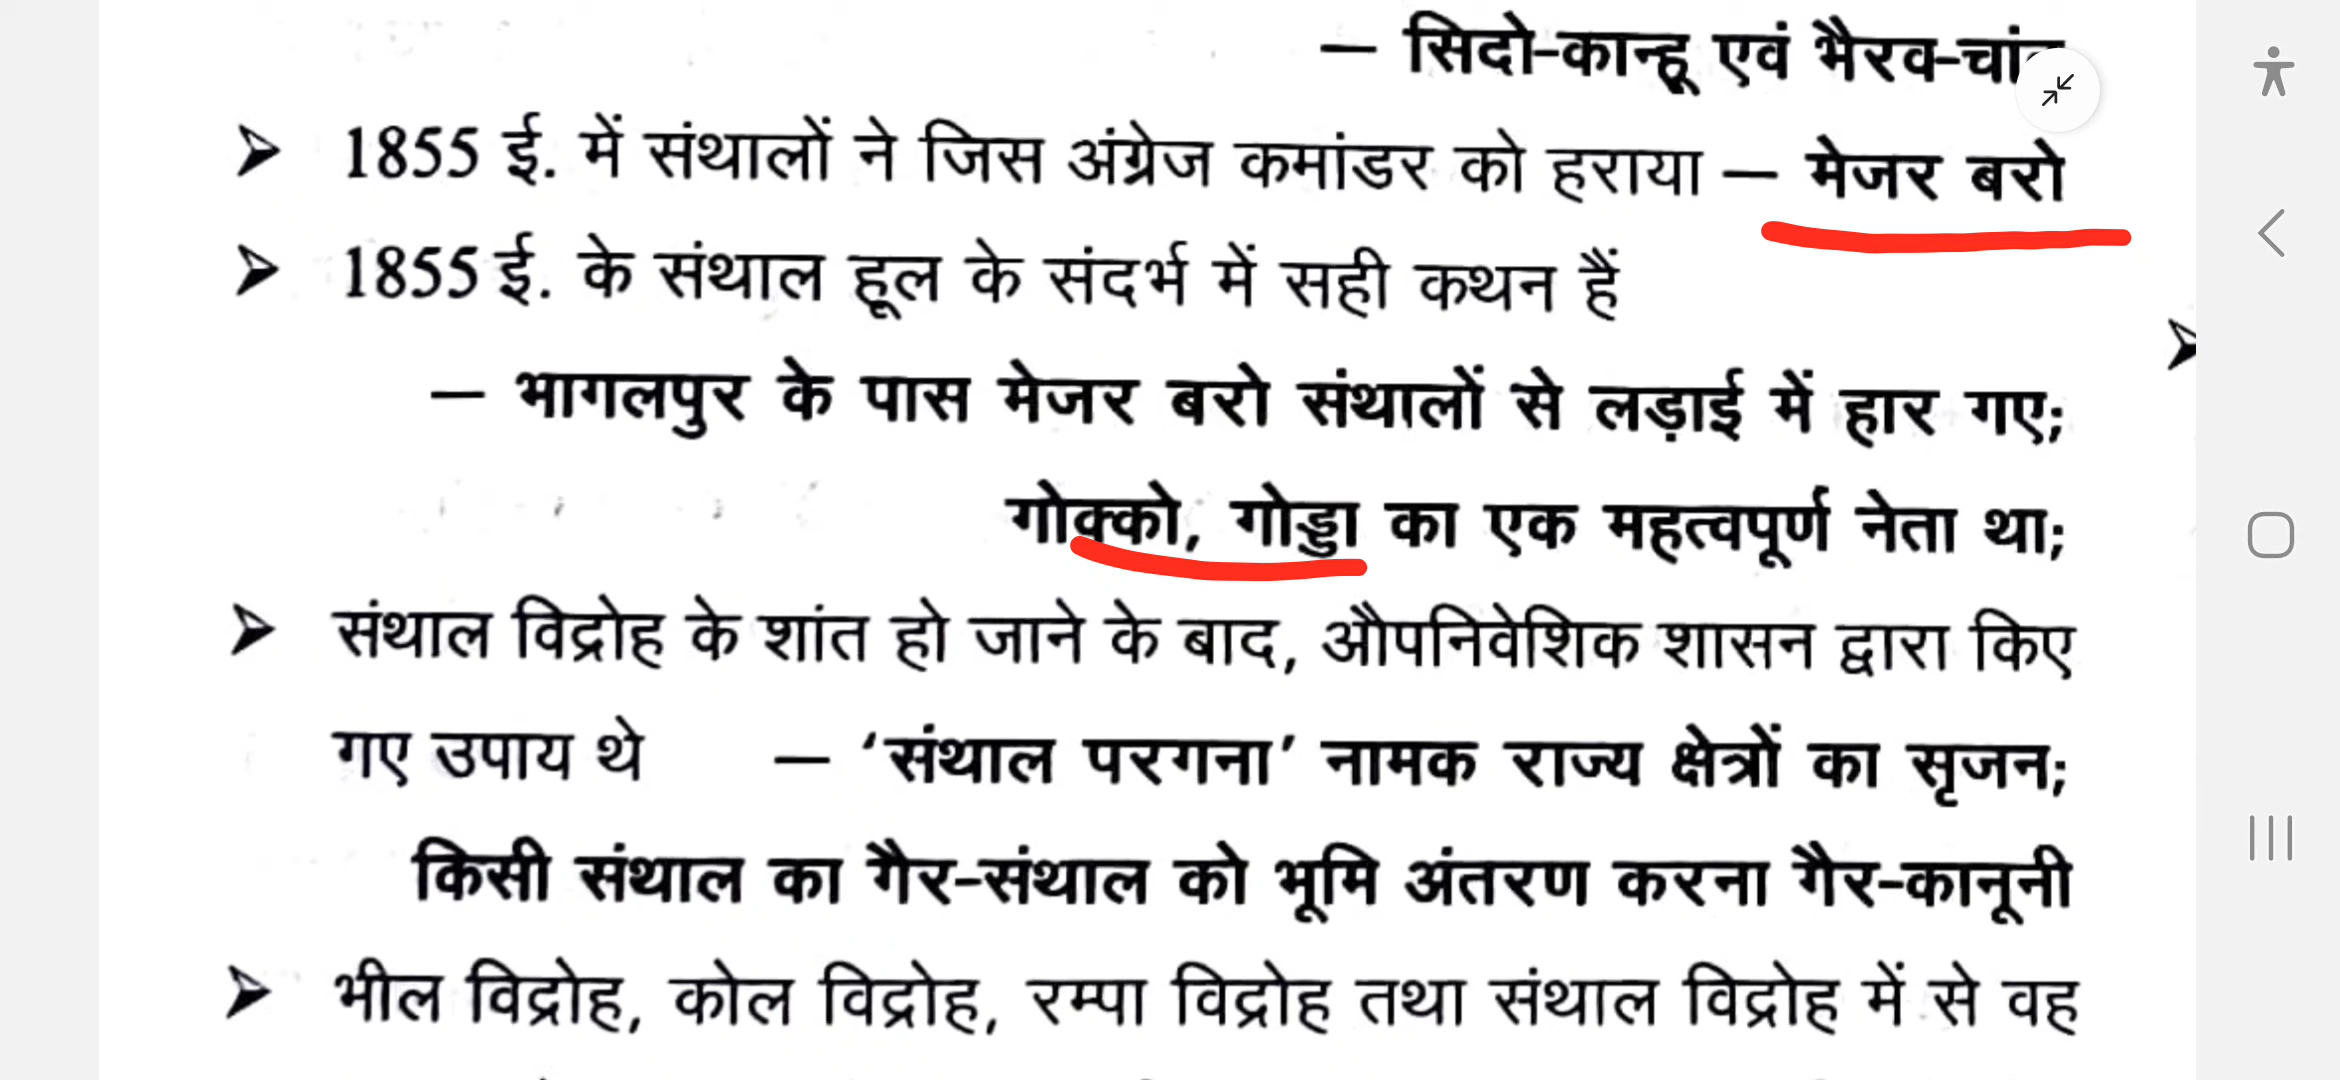 — सिदो-कान्हू एवं भैरव-
➢ 1855 ई. में संथालों ने जिस अंग्रेज कमांडर को हराया — मेजर बरो
➢ 1855 ई. के संथाल हूल के संदर्भ में सही कथन हैं
— भागलपुर के पास मेजर बरो संथालों से लड़ाई में हार गए;
गोक्को, गोड्डा का एक महत्वपूर्ण नेता था;
➢ संथाल विद्रोह के शांत हो जाने के बाद, औपनिवेशिक शासन द्वारा किए
गए उपाय थे — ‘संथाल परगना’ नामक राज्य क्षेत्रों का सृजन;
किसी संथाल का गैर-संथाल को भूमि अंतरण करना गैर-कानूनी
➢ भील विद्रोह, कोल विद्रोह, रम्पा विद्रोह तथा संथाल विद्रोह में से वह